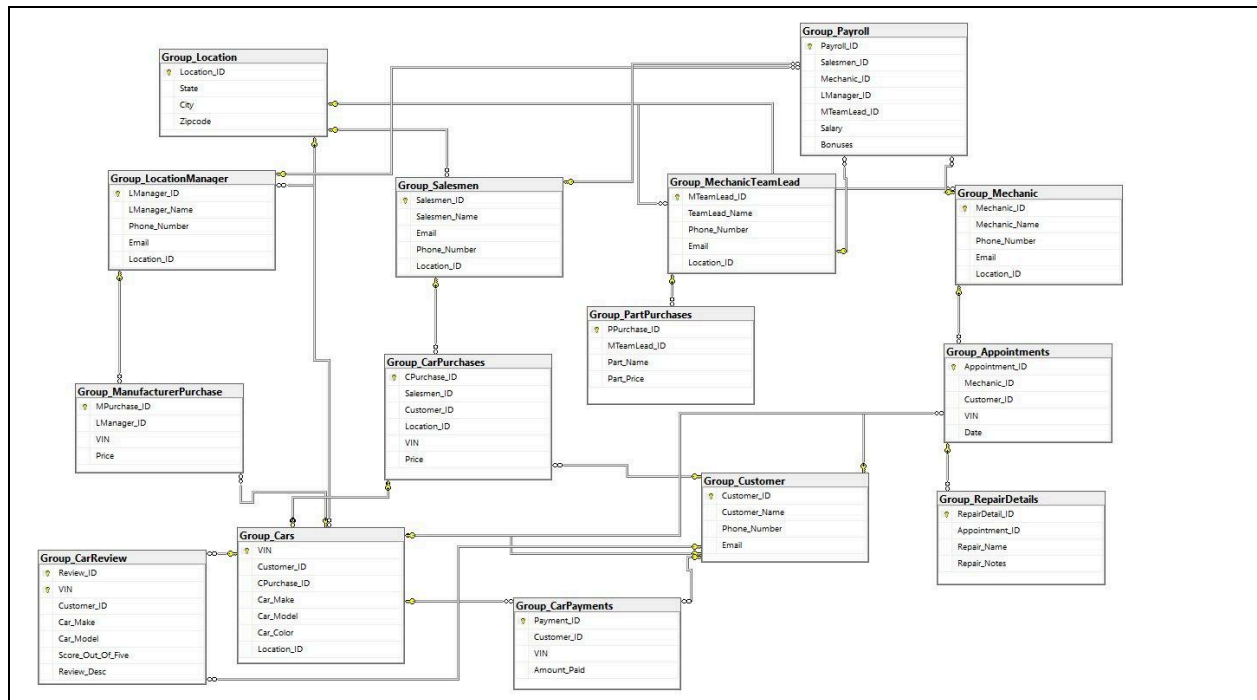 Group_Payroll
Payroll_ID
Salesmen_ID
Mechanic_ID
LManager_ID
MTeamLead_ID
Salary
Bonuses
Group_Location
Location_ID
State
City
Zipcode
Group_LocationManager
LManager_ID
LManager_Name
Phone_Number
Email
Location_ID
Group_Salesmen
Salesmen_ID
Salesmen_Name
Email
Phone_Number
Location_ID
Group_MechanicTeamLead
MTeamLead_ID
TeamLead_Name
Phone_Number
Email
Location_ID
Group_Mechanic
Mechanic_ID
Mechanic_Name
Phone_Number
Email
Location_ID
Group_PartPurchases
PPurchase_ID
MTeamLead_ID
Part_Name
Part_Price
Group_Appointments
Appointment_ID
Mechanic_ID
Customer_ID
VIN
Date
Group_CarPurchases
CPurchase_ID
Salesmen_ID
Customer_ID
Location_ID
VIN
Price
Group_ManufacturerPurchase
MPurchase_ID
LManager_ID
VIN
Price
Group_Customer
Customer_ID
Customer_Name
Phone_Number
Email
Group_RepairDetails
RepairDetail_ID
Appointment_ID
Repair_Name
Repair_Notes
Group_Cars
VIN
Customer_ID
CPurchase_ID
Car_Make
Car_Model
Car_Color
Location_ID
Group_CarReview
Review_ID
VIN
Customer_ID
Car_Make
Car_Model
Score_Out_Of_Five
Review_Desc
Group_CarPayments
Payment_ID
Customer_ID
VIN
Amount_Paid